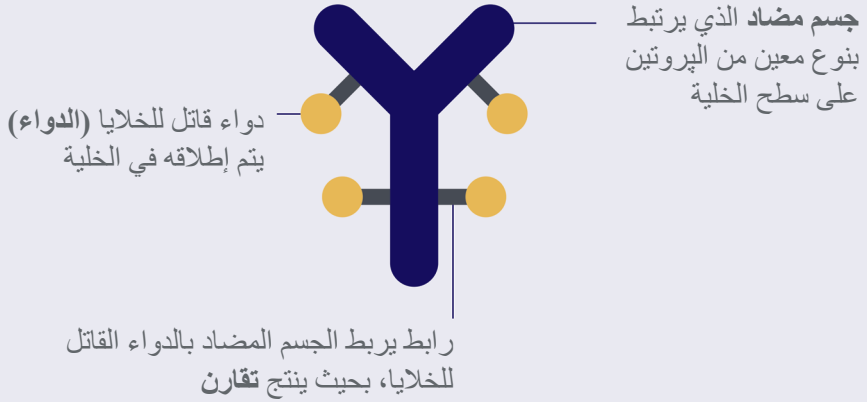 جسم مضاد الذي يرتبط
بنوع معين من الپروتين
على سطح الخلية
دواء قاتل للخلايا (الدواء)
يتم إطلاقه في الخلية
رابط يربط الجسم المضاد بالدواء القاتل
للخلايا، بحيث ينتج تقارن